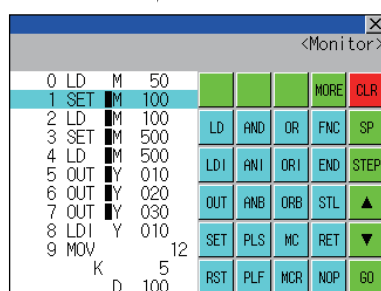 <Monitor>
0 LD M 50
1 SET M 100
2 LD M 100
3 SET M 500
4 LD M 500
5 OUT Y 010
6 OUT Y 020
7 OUT Y 030
8 LDI Y 010
9 MOV 12
K 5
D 100
MORE CLR
LD AND OR FNC SP
LDI ANI ORI END STEP
OUT ANB ORB STL ▲
SET PLS MC RET ▼
RST PLF MCR NOP GO